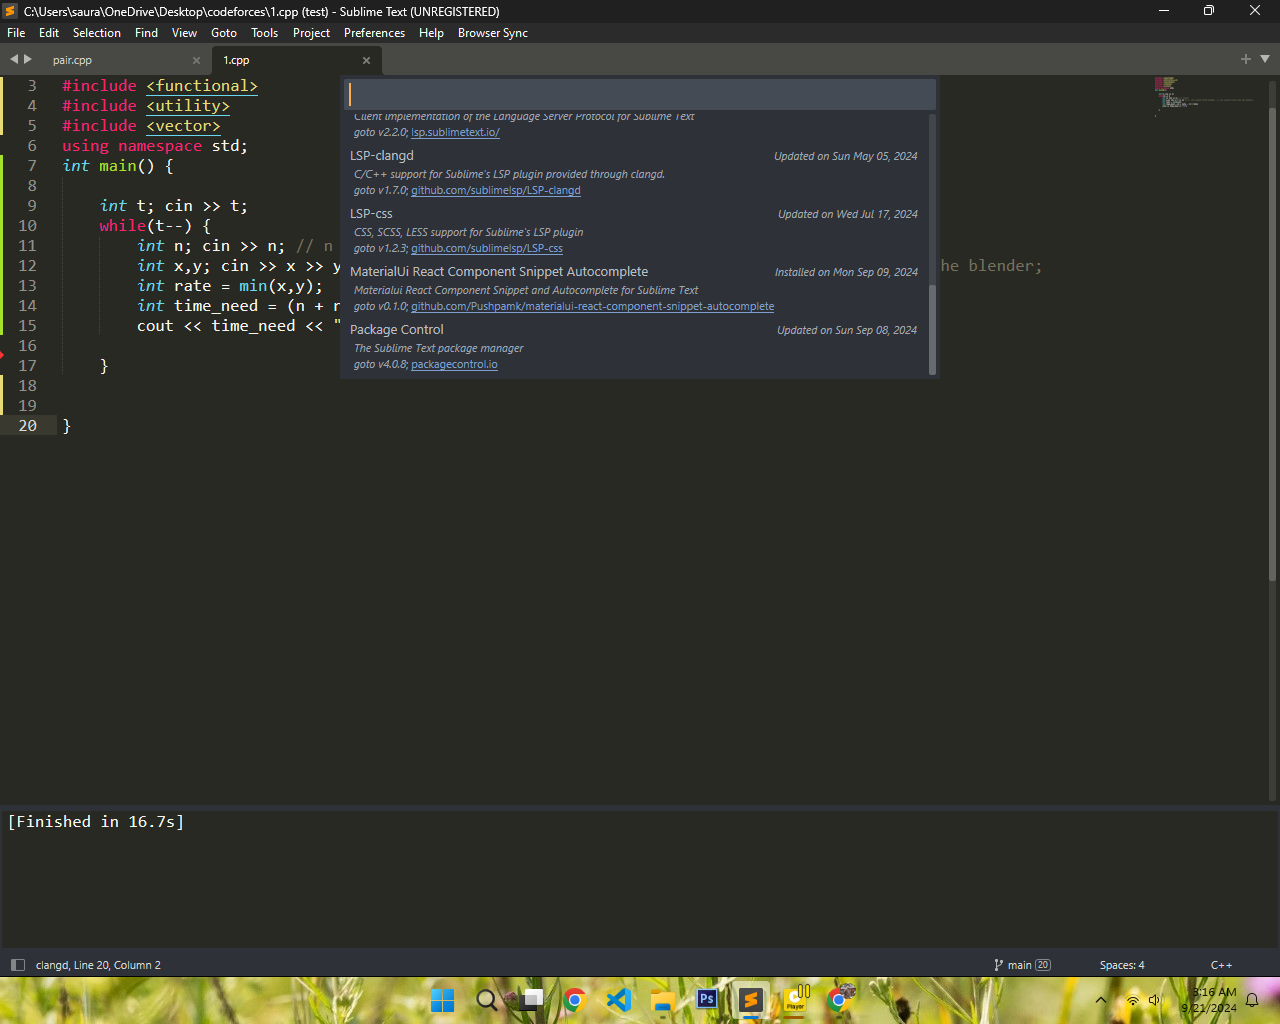 C:\Users\saura\OneDrive\Desktop\codeforces\1.cpp (test) - Sublime Text (UNREGISTERED)
File Edit Selection Find View Goto Tools Project Preferences Help Browser Sync
pair.cpp
1.cpp
3 #include <functional>
4 #include <utility>
5 #include <vector>
6 using namespace std;
7 int main() {
8
9 int t; cin >> t;
10 while(t--) {
11 int n; cin >> n; // n
12 int x,y; cin >> x >> y he blender;
13 int rate = min(x,y);
14 int time_need = (n + r
15 cout << time_need << "
16
17 }
18
19
20 }
Client implementation of the Language Server Protocol for Sublime Text
goto v2.2.0; lsp.sublimetext.io/
LSP-clangd Updated on Sun May 05, 2024
C/C++ support for Sublime's LSP plugin provided through clangd.
goto v1.7.0; github.com/sublimelsp/LSP-clangd
LSP-css Updated on Wed Jul 17, 2024
CSS, SCSS, LESS support for Sublime's LSP plugin
goto v1.2.3; github.com/sublimelsp/LSP-css
MaterialUi React Component Snippet Autocomplete Installed on Mon Sep 09, 2024
Materialui React Component Snippet and Autocomplete for Sublime Text
goto v0.1.0; github.com/Pushpamk/materialui-react-component-snippet-autocomplete
Package Control Updated on Sun Sep 08, 2024
The Sublime Text package manager
goto v4.0.8; packagecontrol.io
[Finished in 16.7s]
clangd, Line 20, Column 2
main 20
Spaces: 4
C++
Ps
Player
3:16 AM
9/21/2024